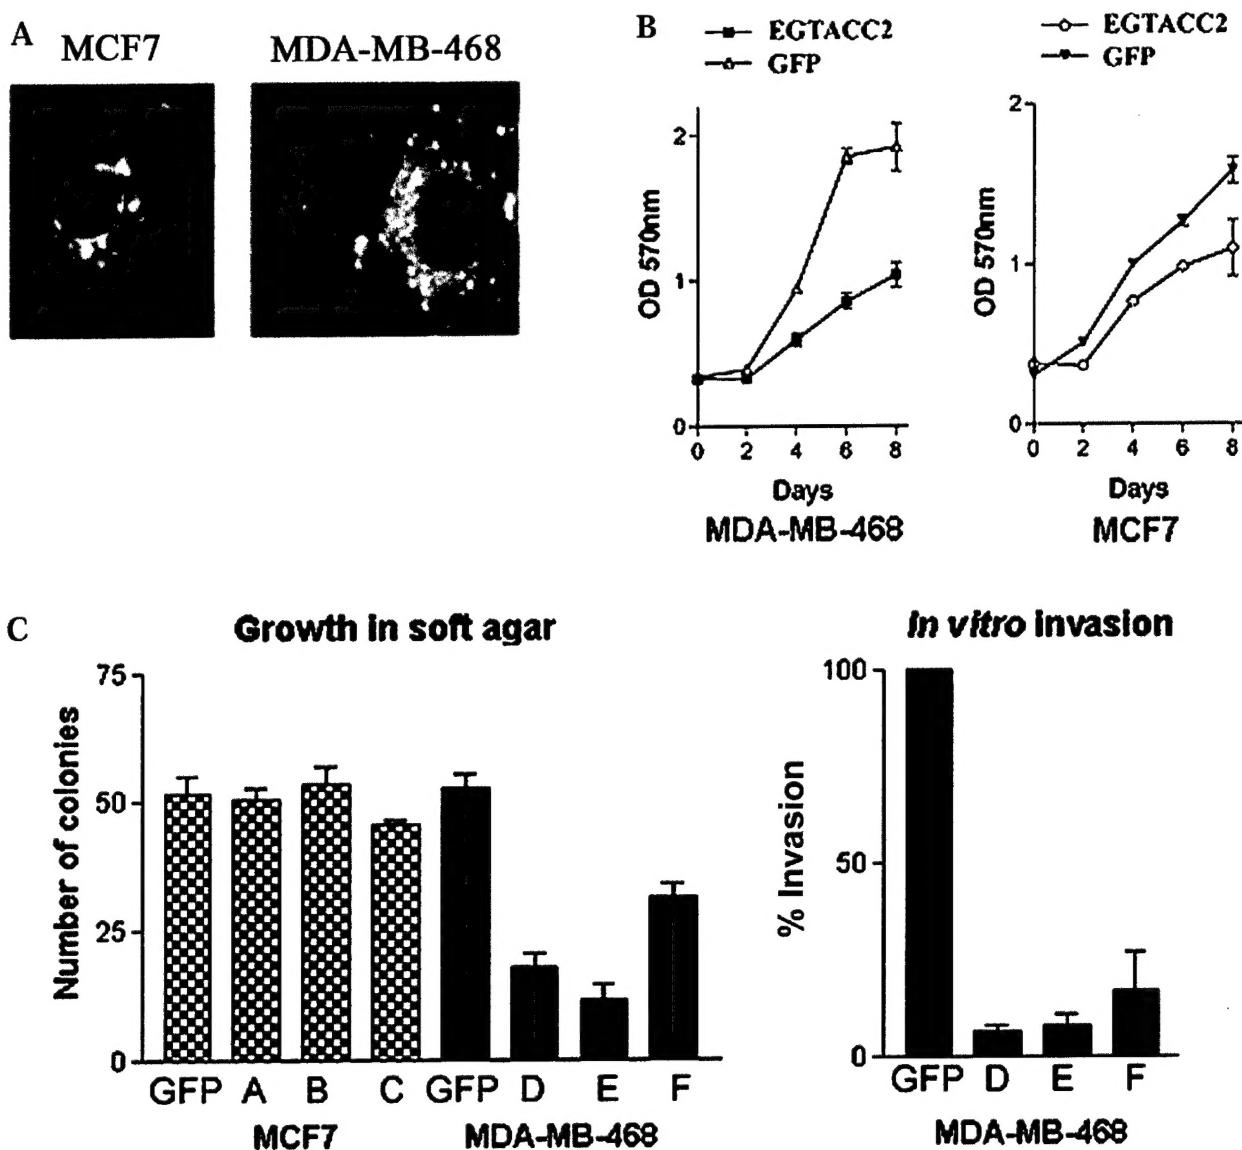 A
MCF7 MDA-MB-468
B
EGTACC2
GFP
EGTACC2
GFP
2
1
0
OD 570nm
0 2 4 6 8
Days
MDA-MB-468
2
1
0
OD 570nm
0 2 4 6 8
Days
MCF7
C
Growth in soft agar
75
50
25
0
Number of colonies
GFP A B C GFP D E F
MCF7 MDA-MB-468
In vitro invasion
100
50
0
% Invasion
GFP D E F
MDA-MB-468